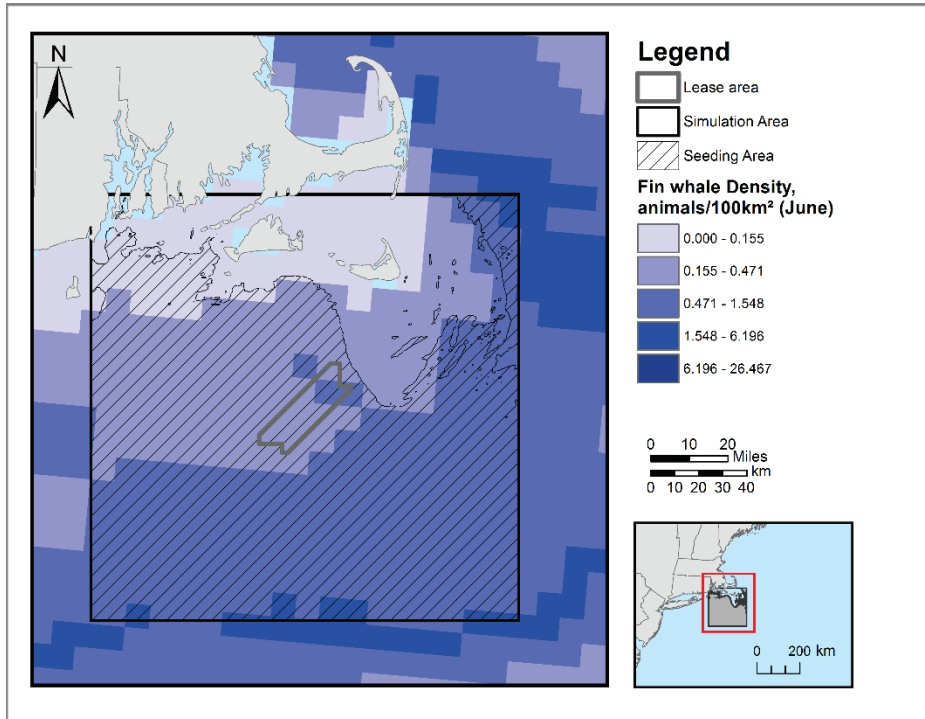 N
Legend
Lease area
Simulation Area
Seeding Area
Fin whale Density,
animals/100km² (June)
0.000 - 0.155
0.155 - 0.471
0.471 - 1.548
1.548 - 6.196
6.196 - 26.467
0 10 20
Miles
km
0 10 20 30 40
0 200 km